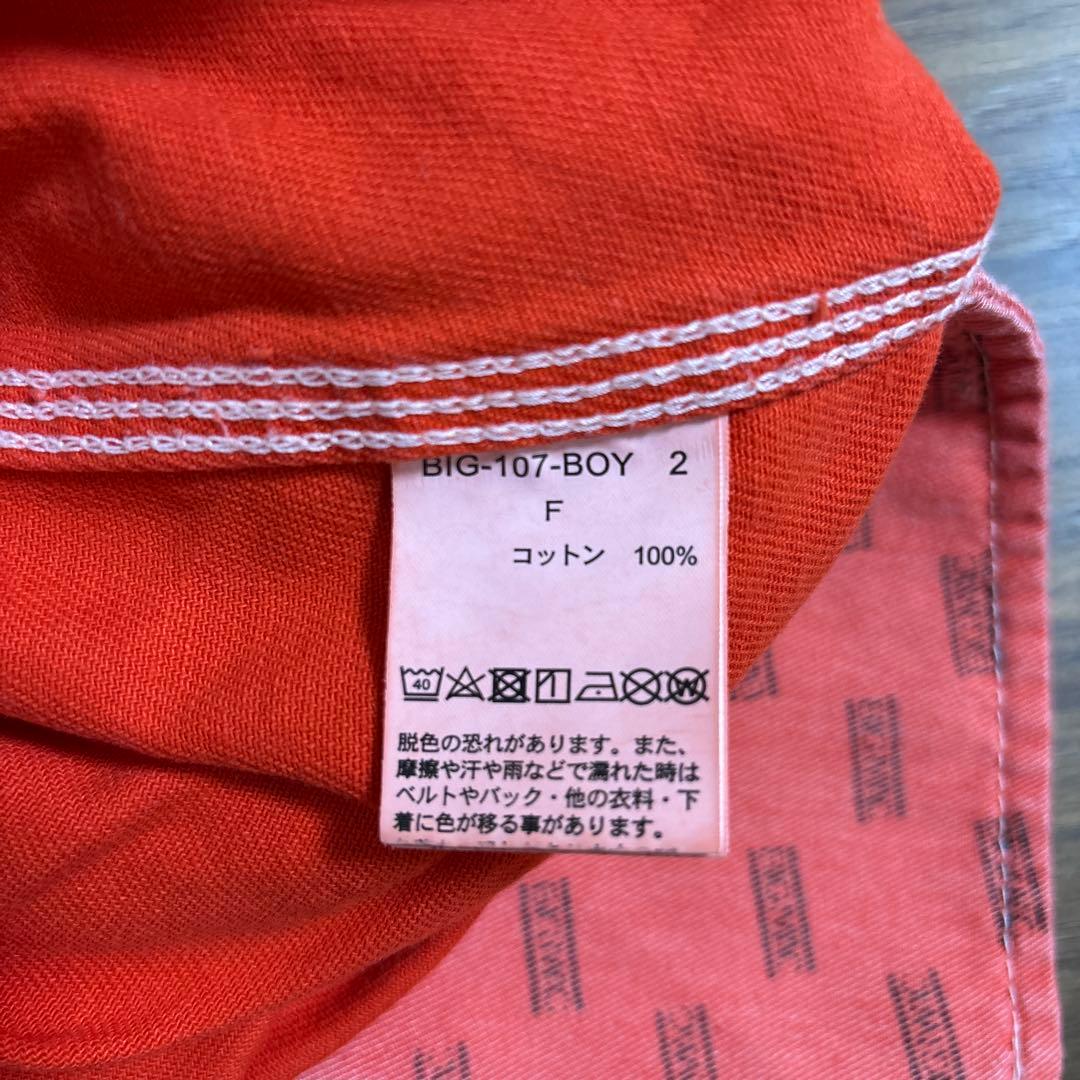 BIG-107-BOY 2
F
コットン 100%
40
W
脱色の恐れがあります。また、
摩擦や汗や雨などで濡れた時は
ベルトやバック・他の衣料・下
着に色が移る事があります。